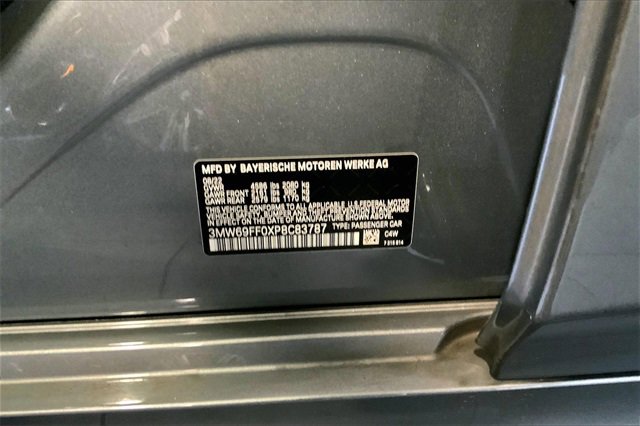 MFD BY BAYERISCHE MOTOREN WERKE AG
08/22
GVWR 4586 lbs 2080 kg
GAWR FRONT 2161 lbs 980 kg
GAWR REAR 2579 lbs 1170 kg
THIS VEHICLE CONFORMS TO ALL APPLICABLE U.S. FEDERAL MOTOR
VEHICLE SAFETY, BUMPER, AND THEFT PREVENTION STANDARDS
IN EFFECT ON THE DATE OF MANUFACTURE SHOWN ABOVE.
3MW69FF0XP8C83787 TYPE: PASSENGER CAR
C4W